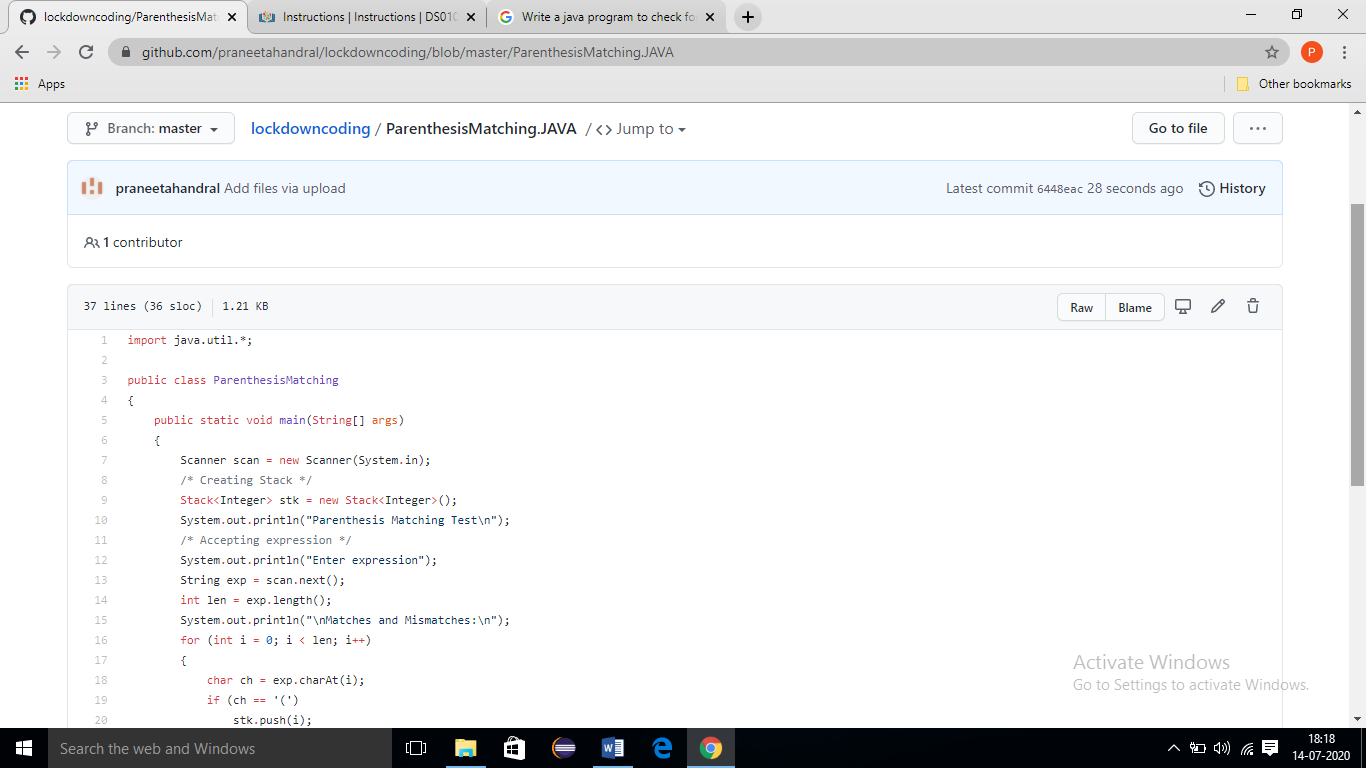 lockdowncoding/ParenthesisMat
Instructions | Instructions | DS010
Write a java program to check fo
github.com/praneetahandral/lockdowncoding/blob/master/ParenthesisMatching.JAVA
P
Apps
Other bookmarks
Branch: master
lockdowncoding / ParenthesisMatching.JAVA / <> Jump to
Go to file
...
praneetahandral Add files via upload
Latest commit 6448eac 28 seconds ago
History
1 contributor
37 lines (36 sloc)
1.21 KB
Raw
Blame
1 import java.util.*;
2
3 public class ParenthesisMatching
4 {
5 public static void main(String[] args)
6 {
7 Scanner scan = new Scanner(System.in);
8 /* Creating Stack */
9 Stack<Integer> stk = new Stack<Integer>();
10 System.out.println("Parenthesis Matching Test\n");
11 /* Accepting expression */
12 System.out.println("Enter expression");
13 String exp = scan.next();
14 int len = exp.length();
15 System.out.println("\nMatches and Mismatches:\n");
16 for (int i = 0; i < len; i++)
17 {
18 char ch = exp.charAt(i);
19 if (ch == '(')
20 stk.push(i);
Activate Windows
Go to Settings to activate Windows.
Search the web and Windows
18:18
14-07-2020